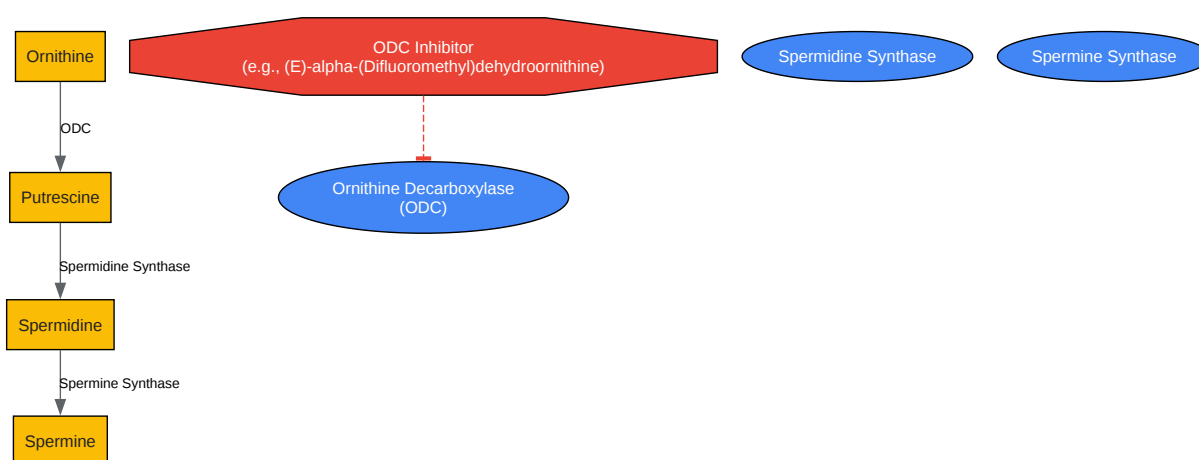 Ornithine
ODC Inhibitor
(e.g., (E)-alpha-(Difluoromethyl)dehydroornithine)
Spermidine Synthase
Spermine Synthase
ODC
Putrescine
Ornithine Decarboxylase
(ODC)
Spermidine Synthase
Spermidine
Spermine Synthase
Spermine